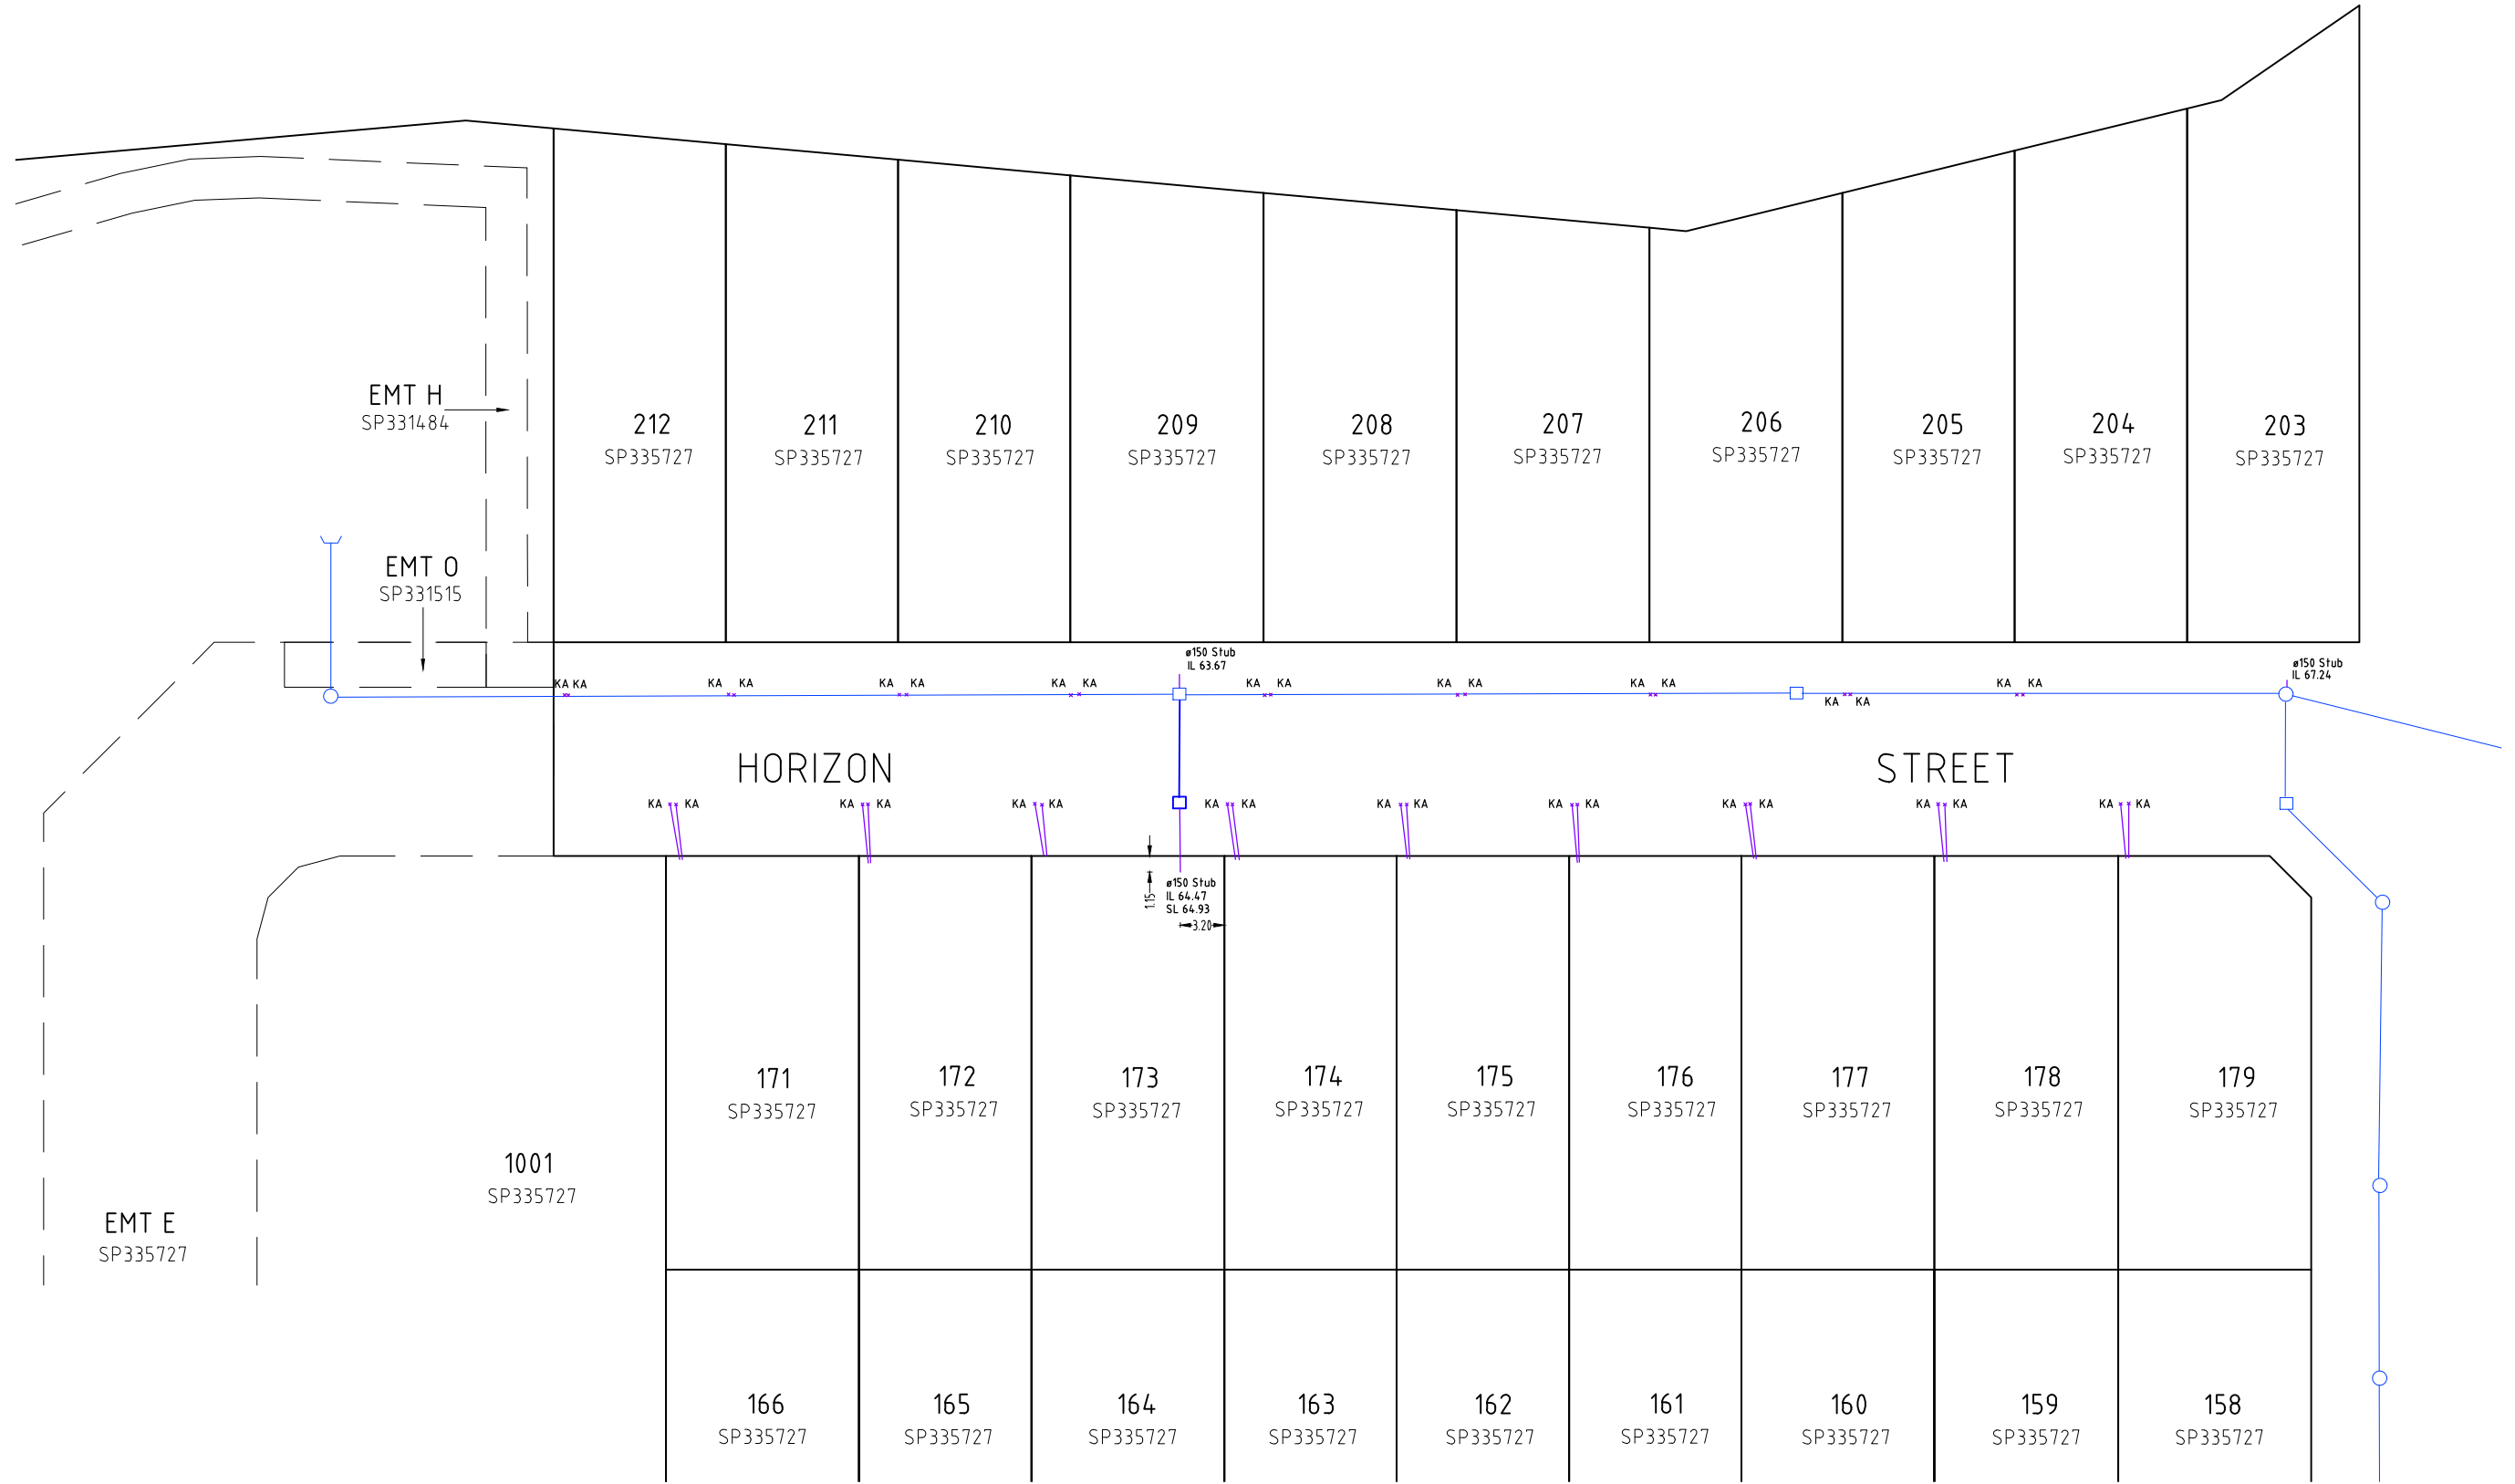 EMT H
SP331484
212
SP335727
211
SP335727
210
SP335727
209
SP335727
208
SP335727
207
SP335727
206
SP335727
205
SP335727
204
SP335727
203
SP335727
EMT O
SP331515
ø150 Stub
IL 63.67
ø150 Stub
IL 67.24
KA KA
KA KA
KA KA
KA KA
KA KA
KA KA
KA KA
KA KA
KA KA
HORIZON STREET
KA KA
KA KA
KA KA
KA KA
KA KA
KA KA
KA KA
KA KA
KA KA
1.15
ø150 Stub
IL 64.47
SL 64.93
3.20
171
SP335727
172
SP335727
173
SP335727
174
SP335727
175
SP335727
176
SP335727
177
SP335727
178
SP335727
179
SP335727
1001
SP335727
EMT E
SP335727
166
SP335727
165
SP335727
164
SP335727
163
SP335727
162
SP335727
161
SP335727
160
SP335727
159
SP335727
158
SP335727